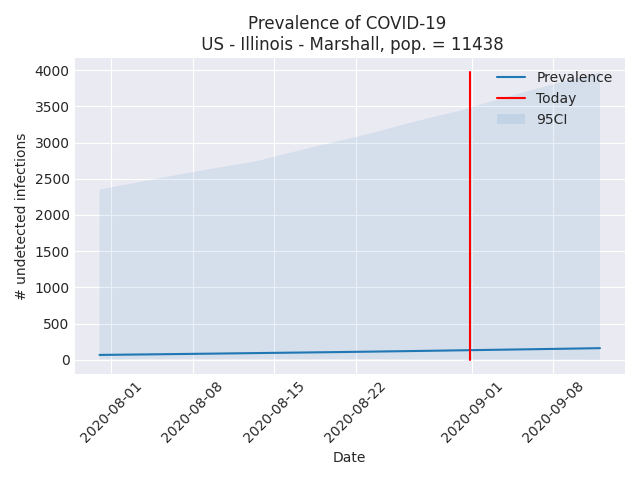 Prevalence of COVID-19
US - Illinois - Marshall, pop. = 11438
4000
3500
3000
2500
2000
1500
1000
500
0
# undetected infections
Prevalence
Today
95CI
2020-08-01
2020-08-08
2020-08-15
2020-08-22
2020-09-01
2020-09-08
Date